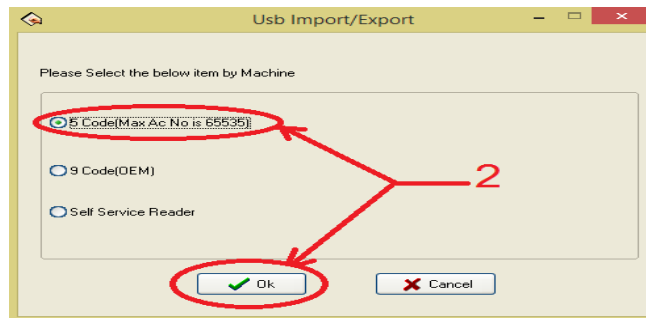 Usb Import/Export
Please Select the below item by Machine
5 Code(Max Ac No is 65535)
9 Code(OEM)
2
Self Service Reader
Ok
Cancel